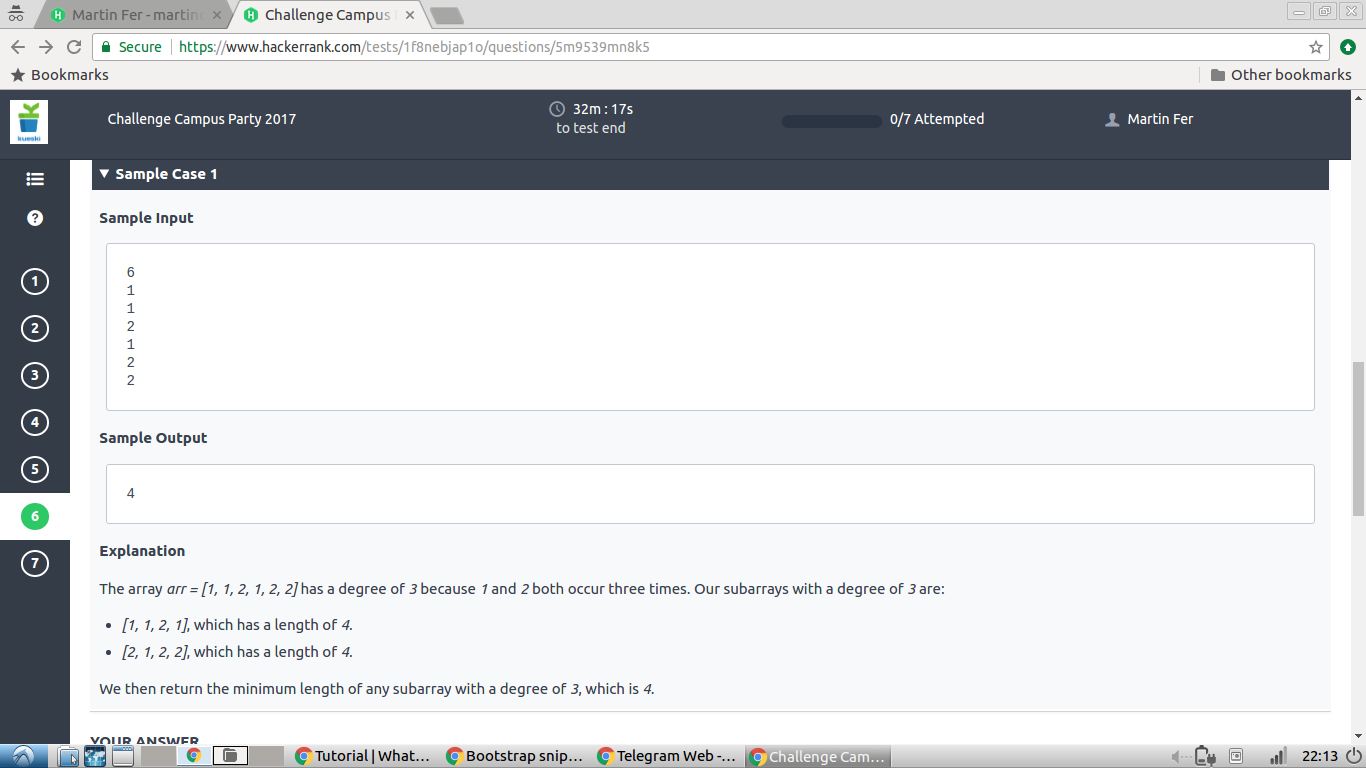 Martin Fer - martin
Challenge Campus
Secure https://www.hackerrank.com/tests/1f8nebjap1o/questions/5m9539mn8k5
Bookmarks Other bookmarks
kueski
Challenge Campus Party 2017
32m : 17s
to test end
0/7 Attempted
Martin Fer
Sample Case 1
?
1
2
3
4
5
6
7
Sample Input
6
1
1
2
1
2
2
Sample Output
4
Explanation
The array arr = [1, 1, 2, 1, 2, 2] has a degree of 3 because 1 and 2 both occur three times. Our subarrays with a degree of 3 are:
• [1, 1, 2, 1], which has a length of 4.
• [2, 1, 2, 2], which has a length of 4.
We then return the minimum length of any subarray with a degree of 3, which is 4.
YOUR ANSWER
Tutorial | What... Bootstrap snip... Telegram Web -... Challenge Cam... 22:13